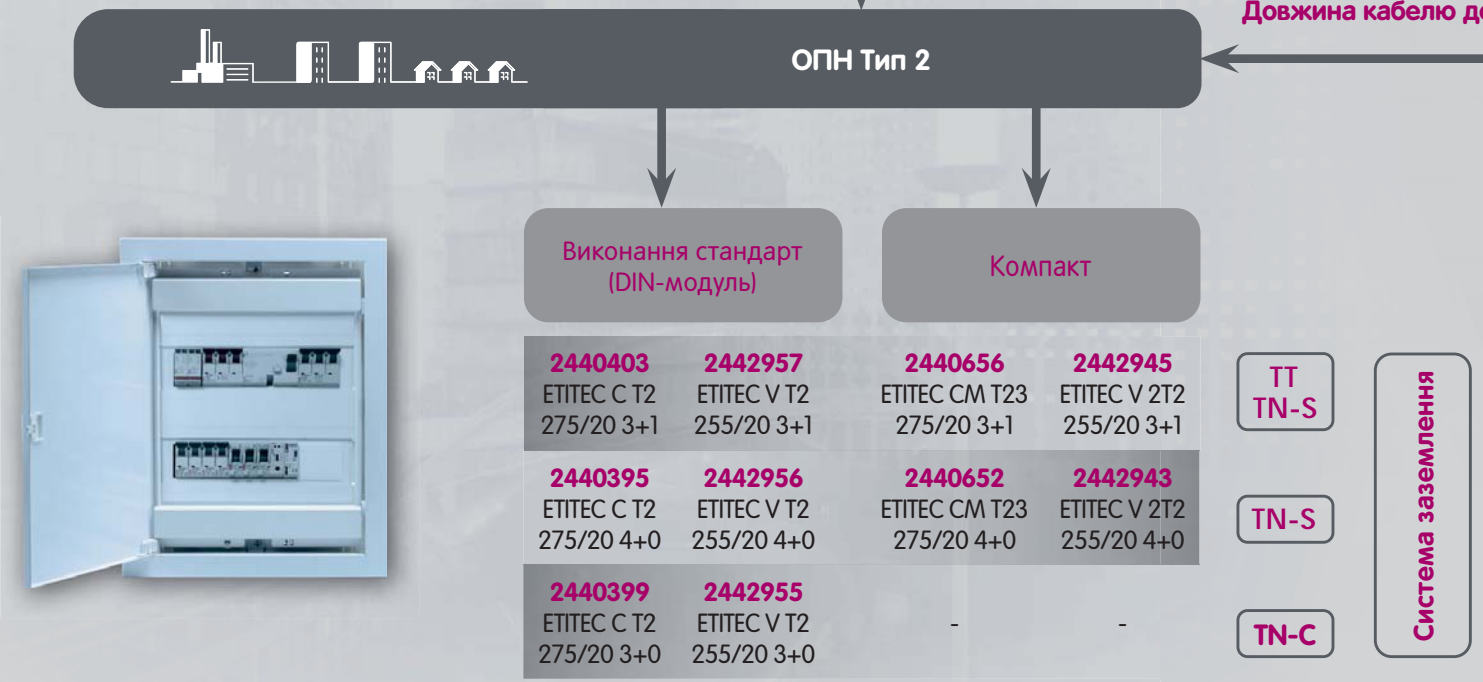 Довжина кабелю
ОПН Тип 2
Виконання стандарт
(DIN-модуль)
Компакт
2440403 2442957 2440656 2442945
ETITEC C T2 ETITEC V T2 ETITEC CM T23 ETITEC V 2T2
275/20 3+1 255/20 3+1 275/20 3+1 255/20 3+1
TT
TN-S
2440395 2442956 2440652 2442943
ETITEC C T2 ETITEC V T2 ETITEC CM T23 ETITEC V 2T2
275/20 4+0 255/20 4+0 275/20 4+0 255/20 4+0
TN-S
2440399 2442955
ETITEC C T2 ETITEC V T2 - -
275/20 3+0 255/20 3+0
TN-C
Система заземлення